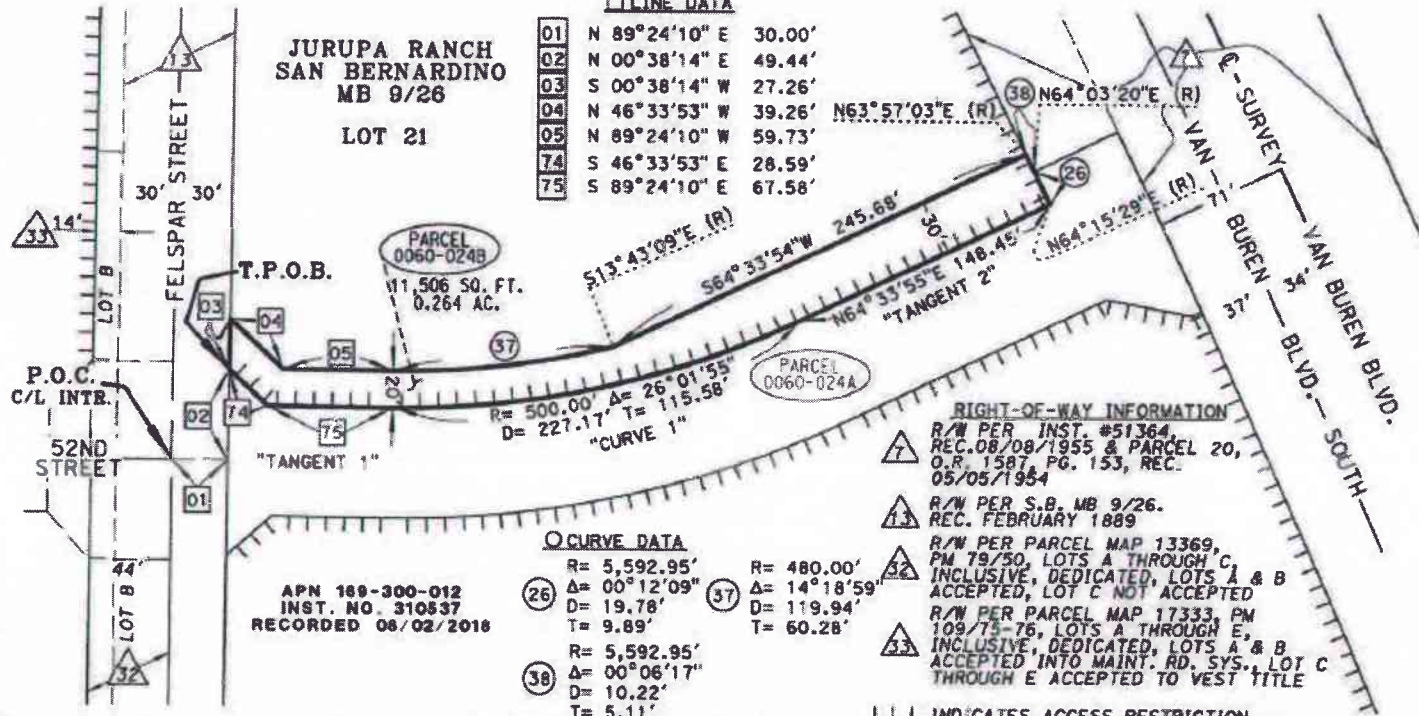 LINE DATA
01 N 89°24'10" E 30.00'
02 N 00°38'14" E 49.44'
03 S 00°38'14" W 27.26'
04 N 46°33'53" W 39.26'
05 N 89°24'10" W 59.73'
74 S 46°33'53" E 28.59'
75 S 89°24'10" E 67.58'
JURUPA RANCH
SAN BERNARDINO
MB 9/26
LOT 21
13
FELSPAR STREET
30' 30'
33 14'
LOT B
T.P.O.B.
03
04
05
37
PARCEL
0060-024B
11,506 SQ. FT.
0.264 AC.
S13°43'09"E (R)
S64°33'54"W 245.68'
N63°57'03"E (R)
38
N64°03'20"E (R)
7
26
N64°15'29"E (R)
30'
N64°33'55"E 148.45'
"TANGENT 2"
PARCEL
0060-024A
℄ SURVEY
VAN BUREN BLVD.
VAN BUREN BLVD. SOUTH
71'
34'
37'
P.O.C.
C/L INTR.
52ND
STREET
02
74
01
75
20'
"TANGENT 1"
R= 500.00' Δ= 26°01'55"
D= 227.17' T= 115.58'
"CURVE 1"
44'
LOT B
32
APN 169-300-012
INST. NO. 310537
RECORDED 08/02/2018
CURVE DATA
26
R= 5,592.95'
Δ= 00°12'09"
D= 19.78'
T= 9.89'
37
R= 480.00'
Δ= 14°18'59"
D= 119.94'
T= 60.28'
38
R= 5,592.95'
Δ= 00°06'17"
D= 10.22'
T= 5.11'
RIGHT-OF-WAY INFORMATION
7 R/W PER INST. #51364,
REC.08/08/1955 & PARCEL 20,
O.R. 1587, PG. 153, REC.
05/05/1954
13 R/W PER S.B. MB 9/26.
REC. FEBRUARY 1889
32 R/W PER PARCEL MAP 13369,
PM 79/50, LOTS A THROUGH C,
INCLUSIVE, DEDICATED, LOTS A & B
ACCEPTED, LOT C NOT ACCEPTED
33 R/W PER PARCEL MAP 17333, PM
109/75-76, LOTS A THROUGH E,
INCLUSIVE, DEDICATED, LOTS A & B
ACCEPTED INTO MAINT. RD. SYS., LOT C
THROUGH E ACCEPTED TO VEST TITLE
INDICATES ACCESS RESTRICTION